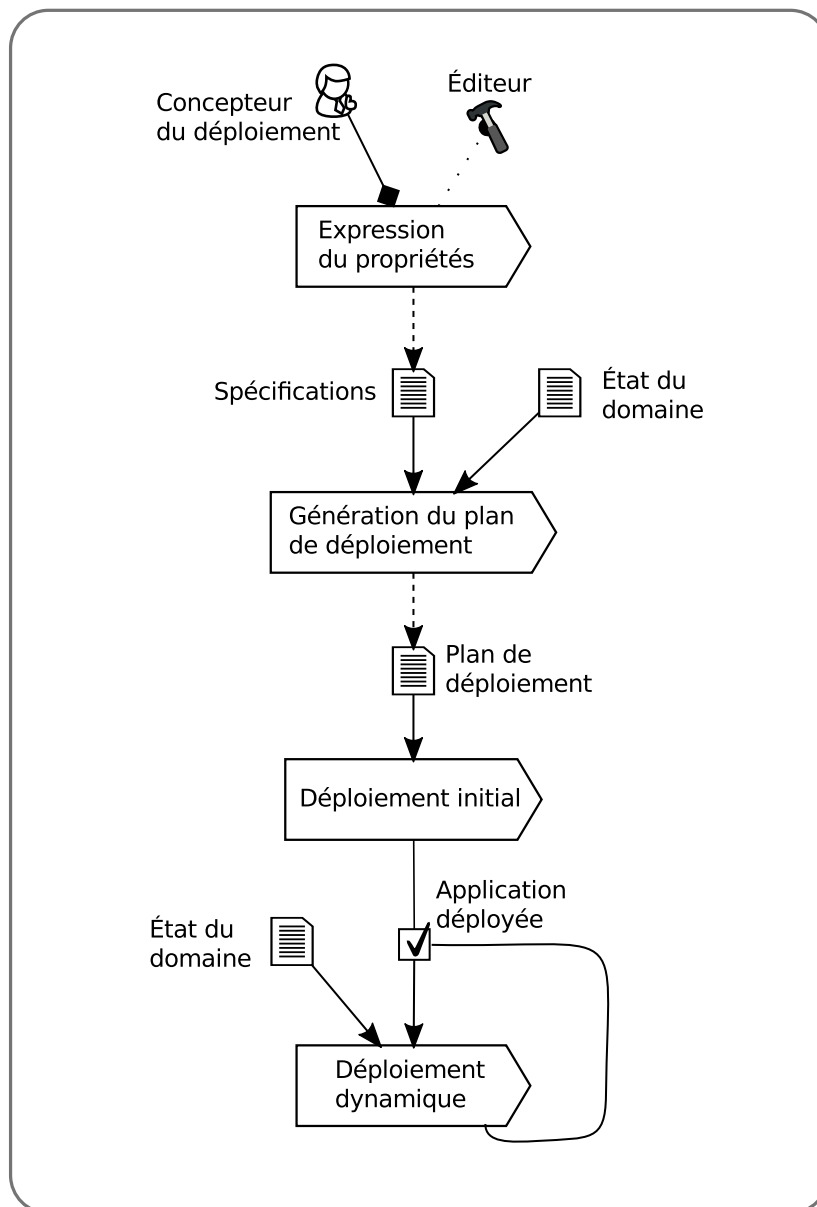 Éditeur
Concepteur
du déploiement
Expression
du propriétés
Spécifications
État du
domaine
Génération du plan
de déploiement
Plan de
déploiement
Déploiement initial
Application
déployée
État du
domaine
Déploiement
dynamique